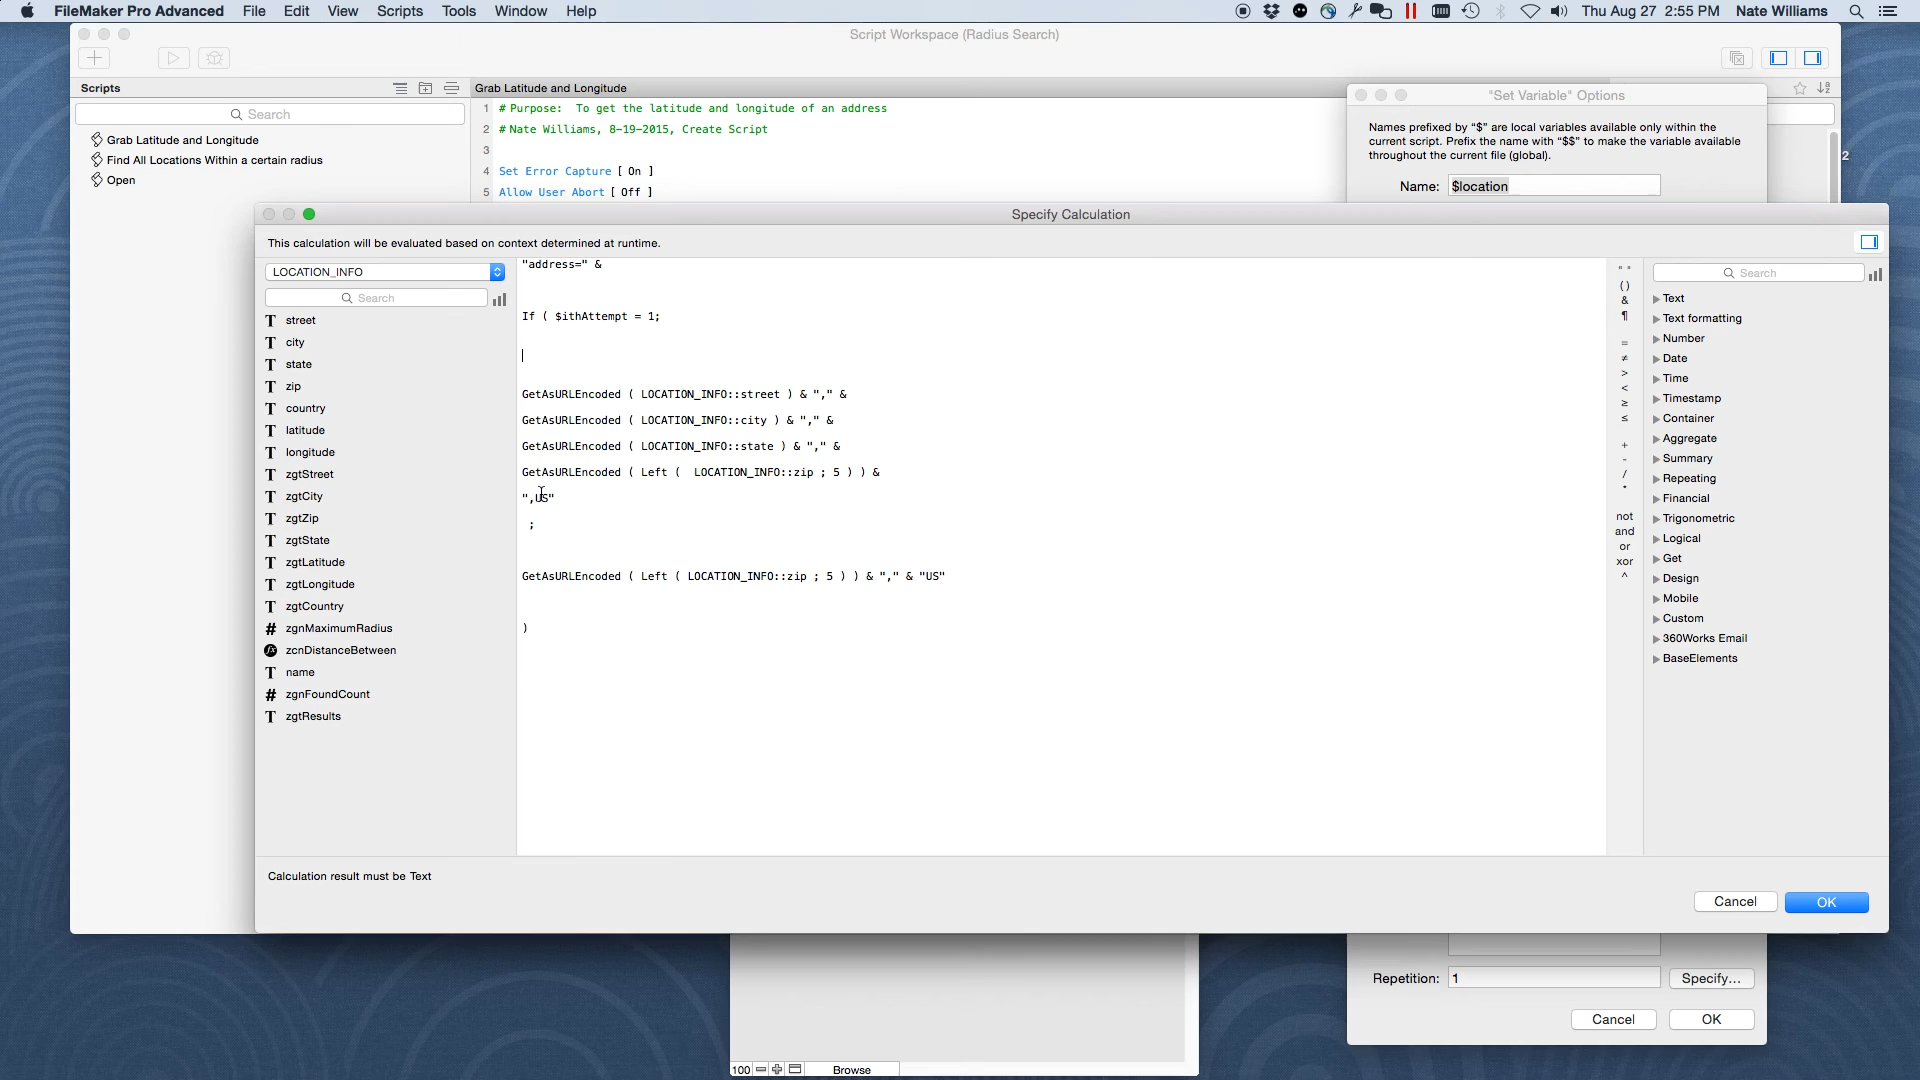 FileMaker Pro Advanced File Edit View Scripts Tools Window Help Thu Aug 27 2:55 PM Nate Williams
Script Workspace (Radius Search)
Scripts
Search
Grab Latitude and Longitude
Find All Locations Within a certain radius
Open
Grab Latitude and Longitude
1 # Purpose: To get the latitude and longitude of an address
2 # Nate Williams, 8-19-2015, Create Script
3
4 Set Error Capture [ On ]
5 Allow User Abort [ Off ]
"Set Variable" Options
Names prefixed by “$” are local variables available only within the
current script. Prefix the name with “$$” to make the variable available
throughout the current file (global).
Name: $location
2
Specify Calculation
This calculation will be evaluated based on context determined at runtime.
LOCATION_INFO
Search
street
city
state
zip
country
latitude
longitude
zgtStreet
zgtCity
zgtZip
zgtState
zgtLatitude
zgtLongitude
zgtCountry
zgnMaximumRadius
zcnDistanceBetween
name
zgnFoundCount
zgtResults
"address=" &
If ( $ithAttempt = 1;
GetAsURLEncoded ( LOCATION_INFO::street ) & "," &
GetAsURLEncoded ( LOCATION_INFO::city ) & "," &
GetAsURLEncoded ( LOCATION_INFO::state ) & "," &
GetAsURLEncoded ( Left ( LOCATION_INFO::zip ; 5 ) ) &
",US"
;
GetAsURLEncoded ( Left ( LOCATION_INFO::zip ; 5 ) ) & "," & "US"
)
" "
( )
&
¶
=
≠
>
<
≥
≤
+
-
/
*
not
and
or
xor
^
Search
Text
Text formatting
Number
Date
Time
Timestamp
Container
Aggregate
Summary
Repeating
Financial
Trigonometric
Logical
Get
Design
Mobile
Custom
360Works Email
BaseElements
Calculation result must be Text
Cancel OK
Repetition: 1 Specify...
Cancel OK
100 Browse